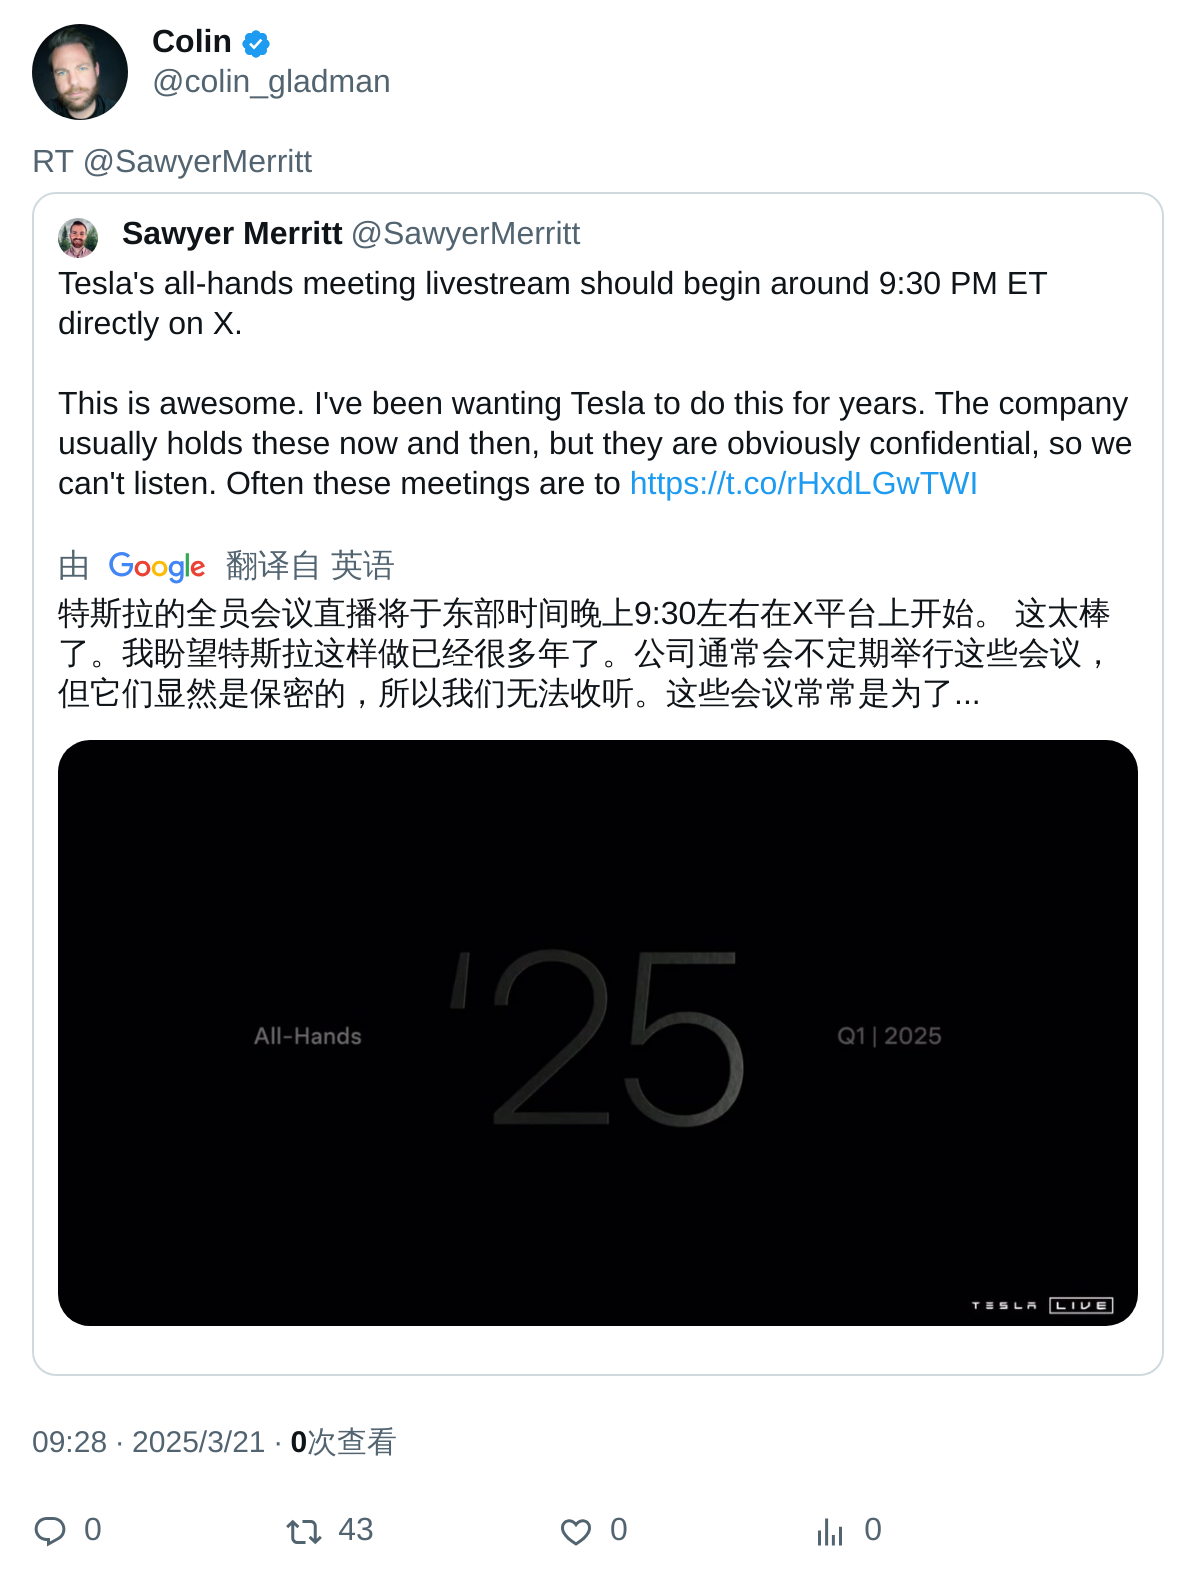 Colin
@colin_gladman
RT @SawyerMerritt
Sawyer Merritt @SawyerMerritt
Tesla's all-hands meeting livestream should begin around 9:30 PM ET
directly on X.
This is awesome. I've been wanting Tesla to do this for years. The company
usually holds these now and then, but they are obviously confidential, so we
can't listen. Often these meetings are to https://t.co/rHxdLGwTWI
由 Google 翻译自 英语
特斯拉的全员会议直播将于东部时间晚上9:30左右在X平台上开始。 这太棒
了。我盼望特斯拉这样做已经很多年了。公司通常会不定期举行这些会议，
但它们显然是保密的，所以我们无法收听。这些会议常常是为了...
All-Hands
'25
Q1 | 2025
TESLA LIVE
09:28 · 2025/3/21 · 0次查看
0 43 0 0